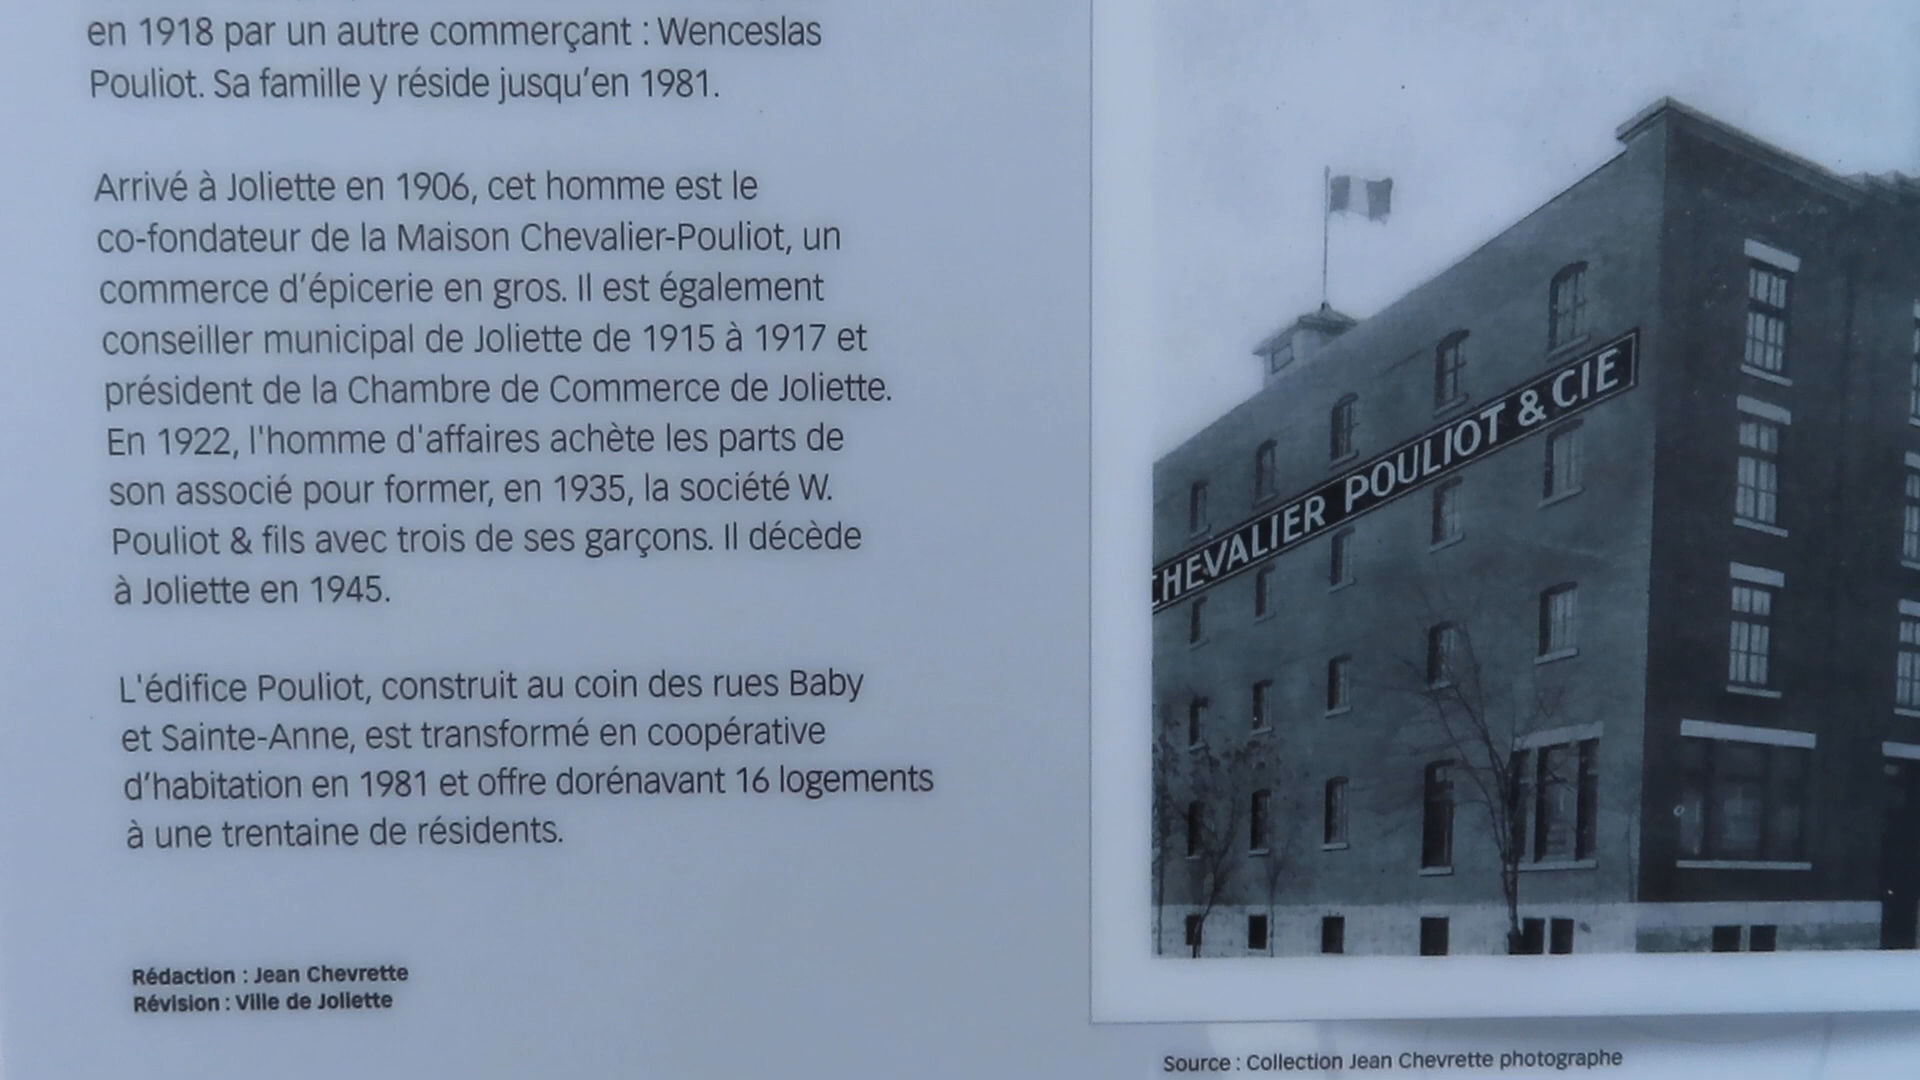 en 1918 par un autre commerçant : Wenceslas
Pouliot. Sa famille y réside jusqu'en 1981.
Arrivé à Joliette en 1906, cet homme est le
co-fondateur de la Maison Chevalier-Pouliot, un
commerce d'épicerie en gros. Il est également
conseiller municipal de Joliette de 1915 à 1917 et
président de la Chambre de Commerce de Joliette.
En 1922, l'homme d'affaires achète les parts de
son associé pour former, en 1935, la société W.
Pouliot & fils avec trois de ses garçons. Il décède
à Joliette en 1945.
L'édifice Pouliot, construit au coin des rues Baby
et Sainte-Anne, est transformé en coopérative
d'habitation en 1981 et offre dorénavant 16 logements
à une trentaine de résidents.
Rédaction : Jean Chevrette
Révision : Ville de Joliette
CHEVALIER POULIOT & CIE
Source : Collection Jean Chevrette photographe